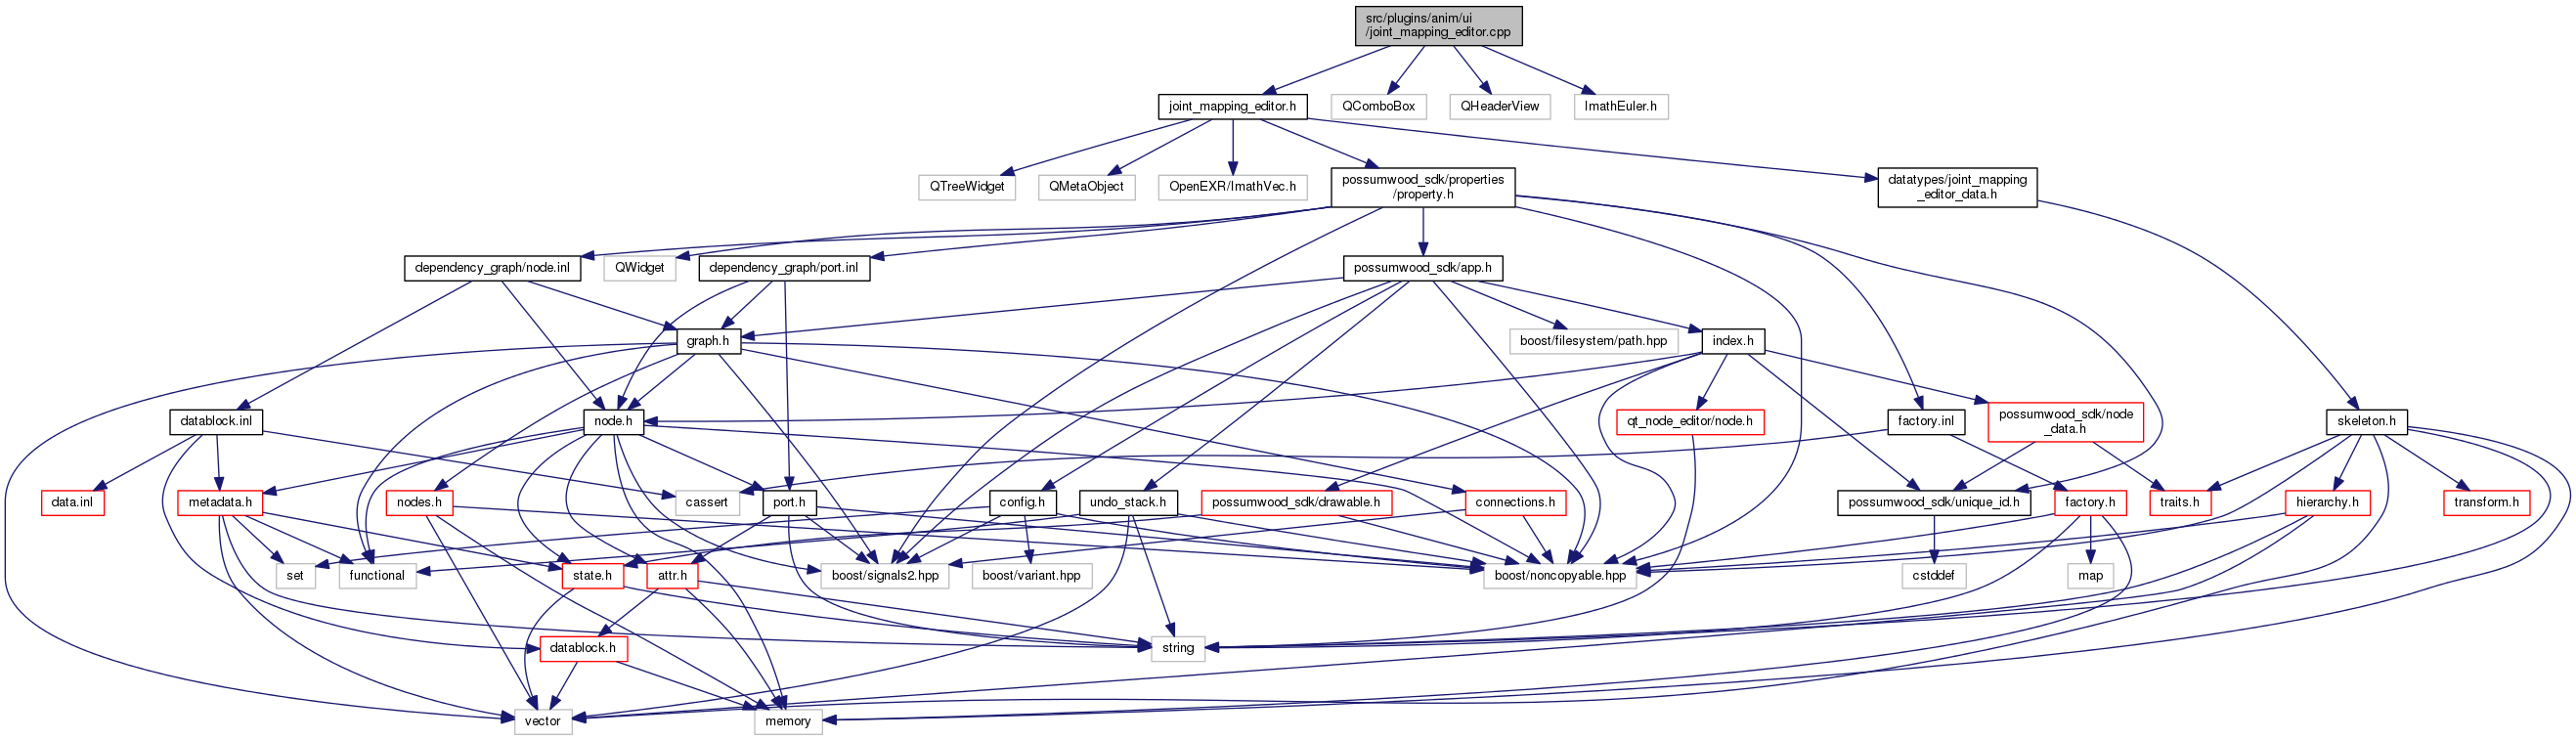 src/plugins/anim/ui
/joint_mapping_editor.cpp
joint_mapping_editor.h
QComboBox
QHeaderView
ImathEuler.h
QTreeWidget
QMetaObject
OpenEXR/ImathVec.h
possumwood_sdk/properties
/property.h
datatypes/joint_mapping
_editor_data.h
dependency_graph/node.inl
QWidget
dependency_graph/port.inl
possumwood_sdk/app.h
graph.h
boost/filesystem/path.hpp
index.h
datablock.inl
node.h
qt_node_editor/node.h
factory.inl
possumwood_sdk/node
_data.h
skeleton.h
data.inl
metadata.h
nodes.h
cassert
port.h
config.h
undo_stack.h
possumwood_sdk/drawable.h
connections.h
possumwood_sdk/unique_id.h
factory.h
traits.h
hierarchy.h
transform.h
set
functional
state.h
attr.h
boost/signals2.hpp
boost/variant.hpp
boost/noncopyable.hpp
cstddef
map
datablock.h
string
vector
memory